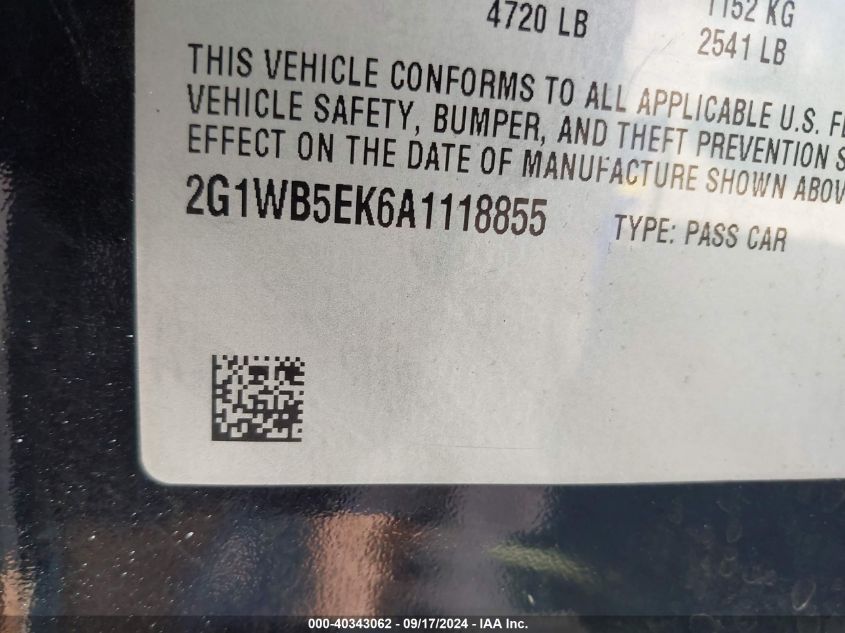 4720 LB
1152 KG
2541 LB
THIS VEHICLE CONFORMS TO ALL APPLICABLE U.S.
VEHICLE SAFETY, BUMPER, AND THEFT PREVENTION
EFFECT ON THE DATE OF MANUFACTURE SHOWN ABOV
2G1WB5EK6A1118855
TYPE: PASS CAR
000-40343062 - 09/17/2024 - IAA Inc.